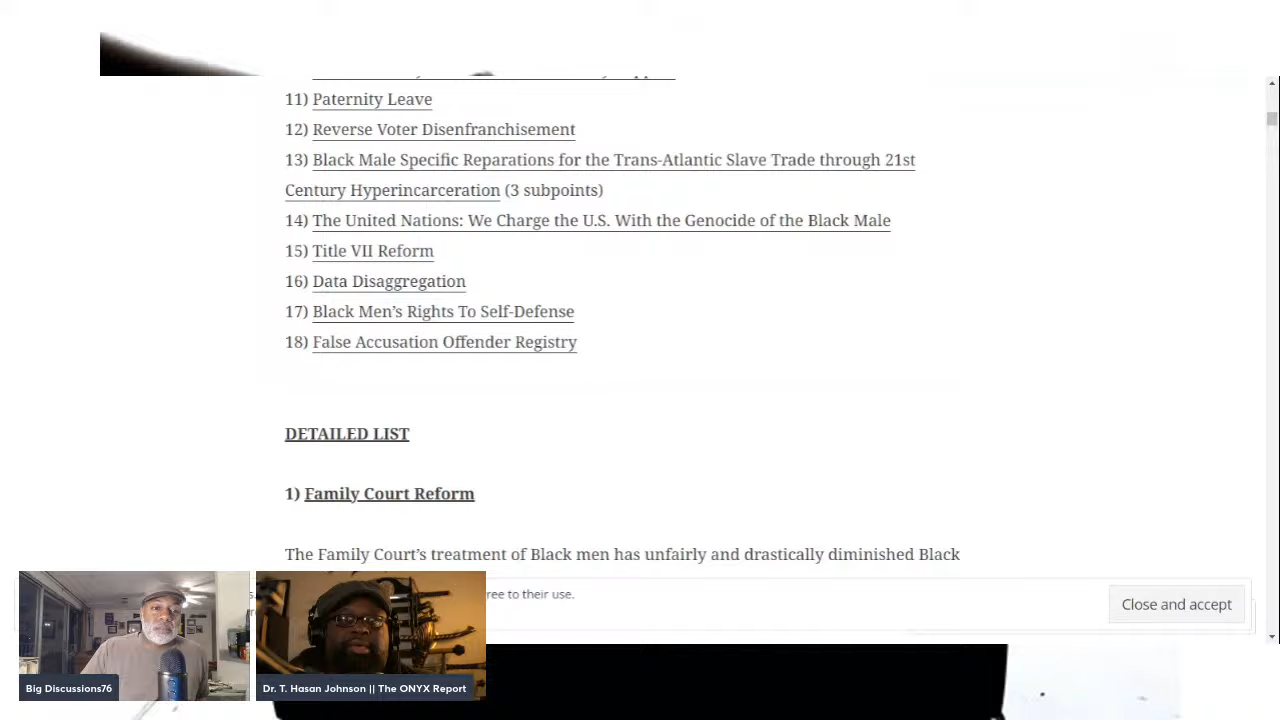 11) Paternity Leave
12) Reverse Voter Disenfranchisement
13) Black Male Specific Reparations for the Trans-Atlantic Slave Trade through 21st
Century Hyperincarceration (3 subpoints)
14) The United Nations: We Charge the U.S. With the Genocide of the Black Male
15) Title VII Reform
16) Data Disaggregation
17) Black Men’s Rights To Self-Defense
18) False Accusation Offender Registry
DETAILED LIST
1) Family Court Reform
The Family Court’s treatment of Black men has unfairly and drastically diminished Black
to their use.
Close and accept
Big Discussions76
Dr. T. Hasan Johnson || The ONYX Report